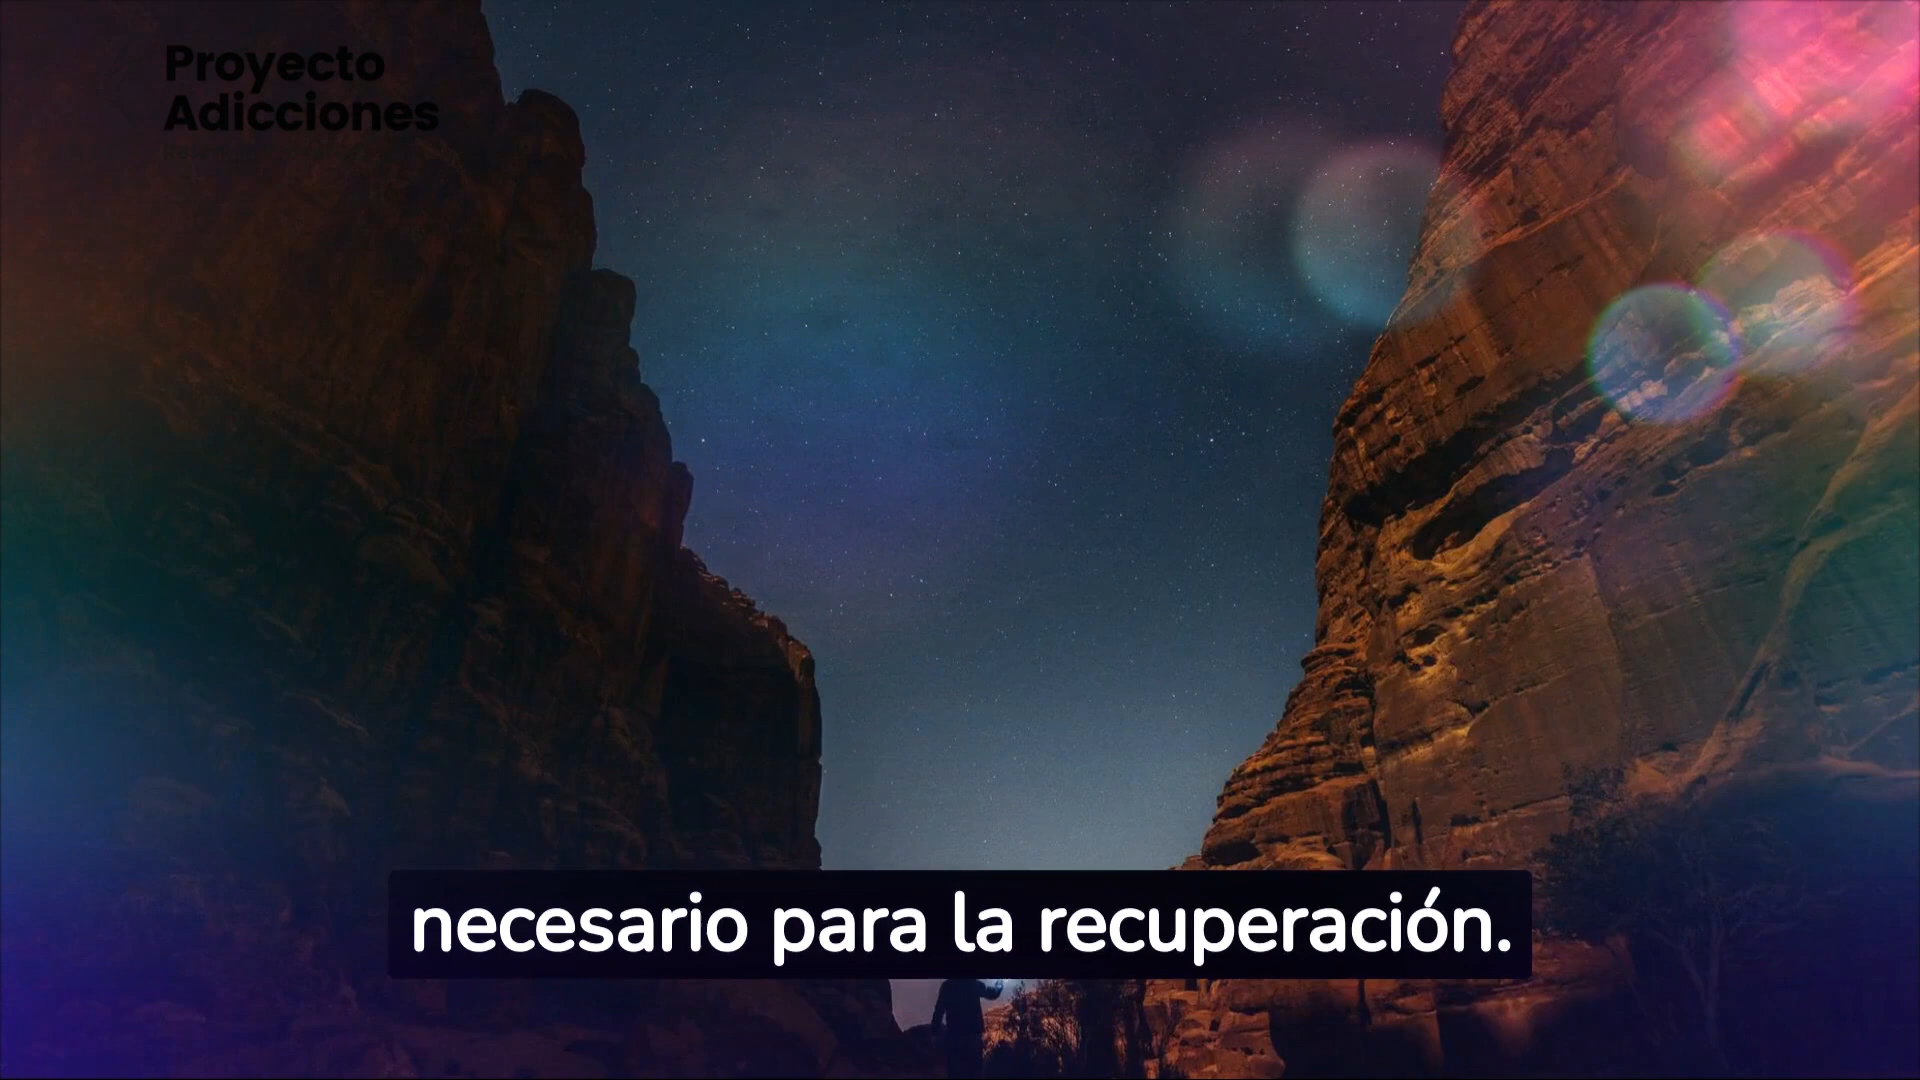 Proyecto
Adicciones
necesario para la recuperación.